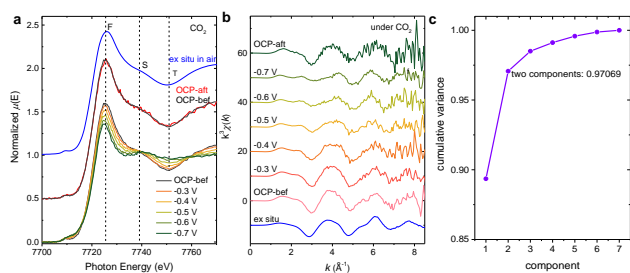 a
F
CO2
S
ex situ in air
T
OCP-aft
OCP-bef
OCP-bef
-0.3 V
-0.4 V
-0.5 V
-0.6 V
-0.7 V
Normalized μ(E)
2.5
2.0
1.5
1.0
0.5
0.0
7700
7725
7750
Photon Energy (eV)
b
under CO2
OCP-aft
-0.7 V
-0.6 V
-0.5 V
-0.4 V
-0.3 V
OCP-bef
ex situ
k³χ(k)
60
40
20
0
0
2
4
6
8
k (Å-1)
c
two components: 0.97069
cumulative variance
1.00
0.95
0.90
0.85
1
2
3
4
5
6
7
component